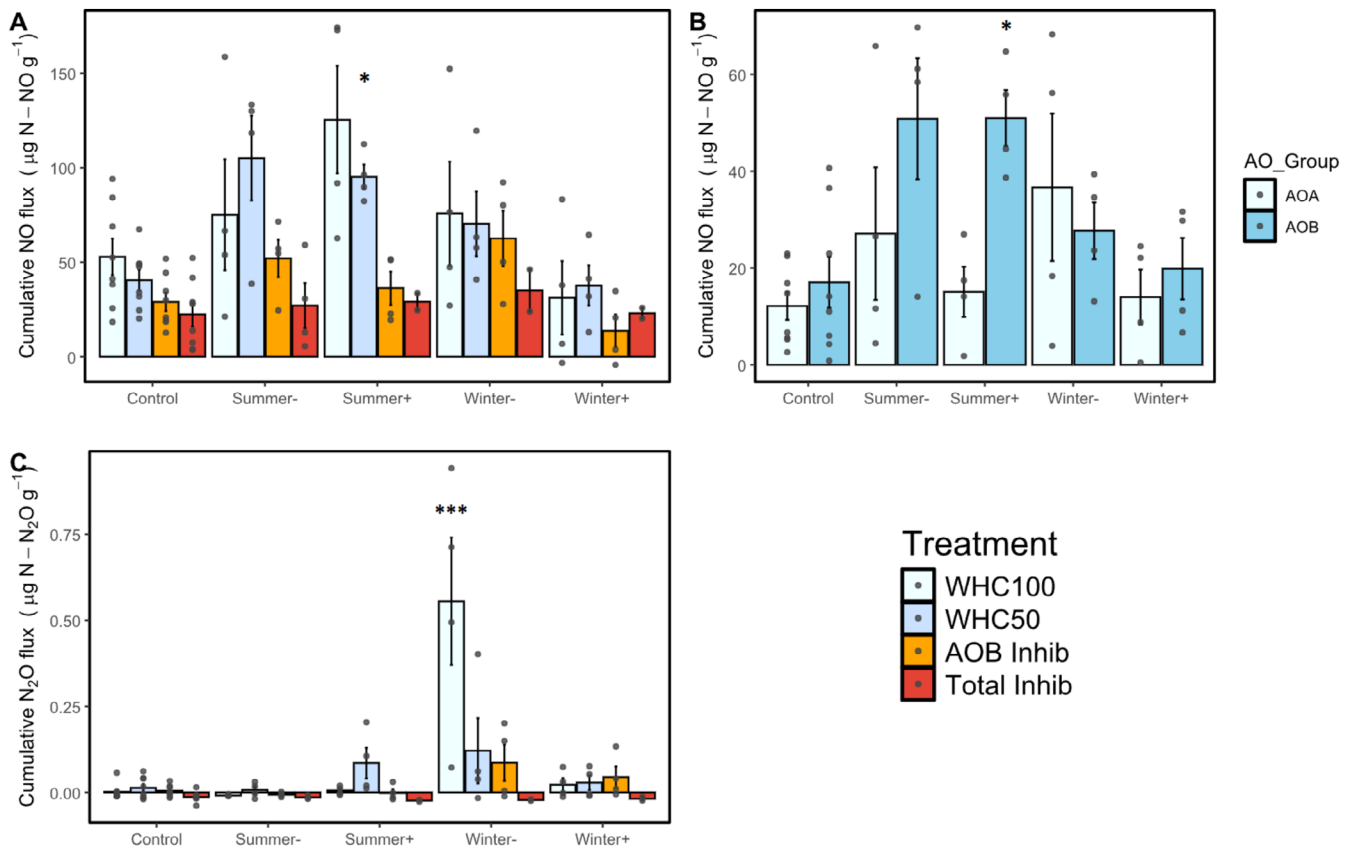 A
Cumulative NO flux ( μg N − NO g⁻¹)
150
100
50
0
*
Control Summer- Summer+ Winter- Winter+
B
Cumulative NO flux ( μg N − NO g⁻¹)
60
40
20
0
*
Control Summer- Summer+ Winter- Winter+
AO_Group
AOA
AOB
C
Cumulative N₂O flux ( μg N − N₂O g⁻¹)
0.75
0.50
0.25
0.00
***
Control Summer- Summer+ Winter- Winter+
Treatment
WHC100
WHC50
AOB Inhib
Total Inhib